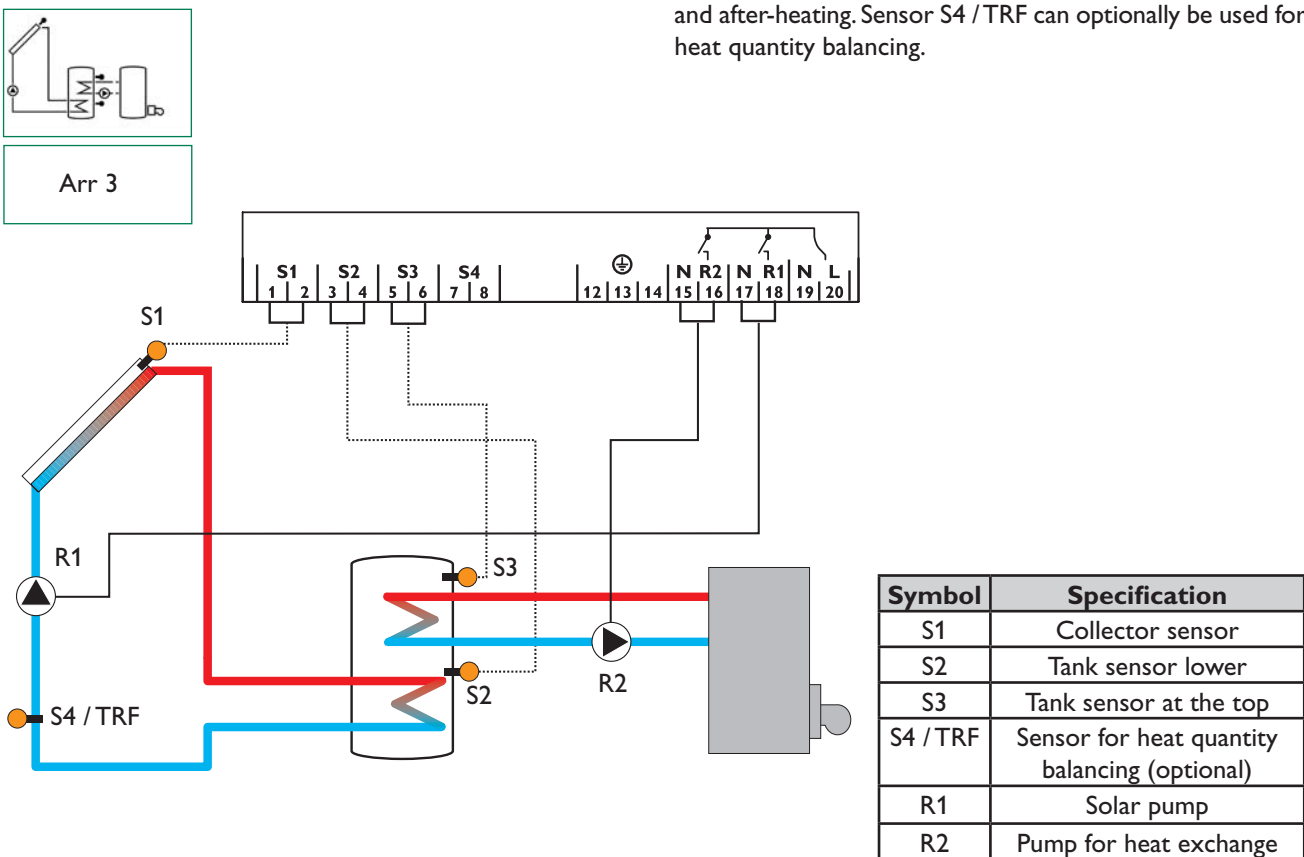 and after-heating. Sensor S4 / TRF can optionally be used for
heat quantity balancing.
Arr 3
S1 S2 S3 S4 N R2 N R1 N L
1 2 3 4 5 6 7 8 12 13 14 15 16 17 18 19 20
S1
R1
S3
S2
R2
S4 / TRF
Symbol Specification
S1 Collector sensor
S2 Tank sensor lower
S3 Tank sensor at the top
S4 / TRF Sensor for heat quantity
balancing (optional)
R1 Solar pump
R2 Pump for heat exchange